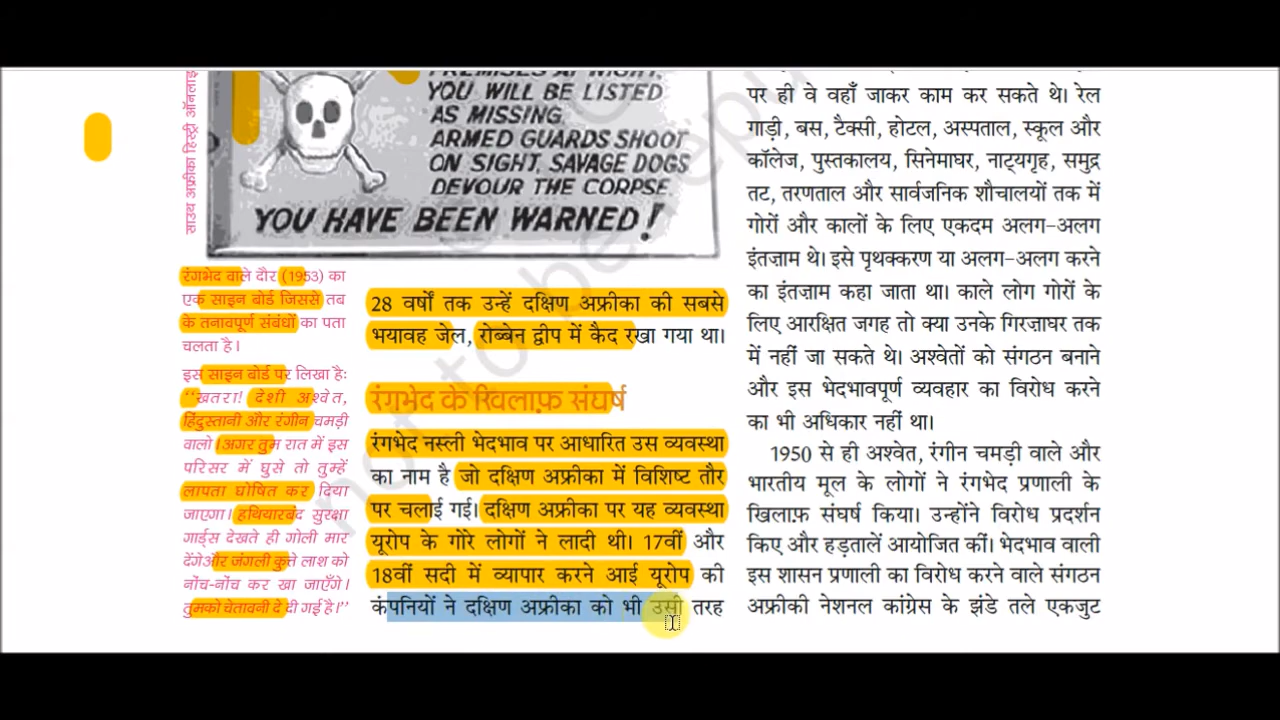 PREMISES AT NIGHT,
YOU WILL BE LISTED
AS MISSING.
ARMED GUARDS SHOOT
ON SIGHT, SAVAGE DOGS
DEVOUR THE CORPSE.
YOU HAVE BEEN WARNED!
साउथ अफ्रीका हिस्ट्री ऑनलाइ
रंगभेद वाले दौर (1953) का
एक साइन बोर्ड जिससे तब
के तनावपूर्ण संबंधों का पता
चलता है।
इस साइन बोर्ड पर लिखा हैः
‘‘खतरा! देशी अश्वेत,
हिंदुस्तानी और रंगीन चमड़ी
वालो। अगर तुम रात में इस
परिसर में घुसे तो तुम्हें
लापता घोषित कर दिया
जाएगा। हथियारबंद सुरक्षा
गार्ड्स देखते ही गोली मार
देंगे और जंगली कुत्ते लाश को
नोंच-नोंच कर खा जाएँगे।
तुमको चेतावनी दे दी गई है।’’
28 वर्षों तक उन्हें दक्षिण अफ्रीका की सबसे
भयावह जेल, रोब्बेन द्वीप में कैद रखा गया था।
रंगभेद के खिलाफ़ संघर्ष
रंगभेद नस्ली भेदभाव पर आधारित उस व्यवस्था
का नाम है जो दक्षिण अफ्रीका में विशिष्ट तौर
पर चलाई गई। दक्षिण अफ्रीका पर यह व्यवस्था
यूरोप के गोरे लोगों ने लादी थी। 17वीं और
18वीं सदी में व्यापार करने आई यूरोप की
कंपनियों ने दक्षिण अफ्रीका को भी उसी तरह
पर ही वे वहाँ जाकर काम कर सकते थे। रेल
गाड़ी, बस, टैक्सी, होटल, अस्पताल, स्कूल और
कॉलेज, पुस्तकालय, सिनेमाघर, नाट्यगृह, समुद्र
तट, तरणताल और सार्वजनिक शौचालयों तक में
गोरों और कालों के लिए एकदम अलग-अलग
इंतज़ाम थे। इसे पृथक्करण या अलग-अलग करने
का इंतज़ाम कहा जाता था। काले लोग गोरों के
लिए आरक्षित जगह तो क्या उनके गिरजाघर तक
में नहीं जा सकते थे। अश्वेतों को संगठन बनाने
और इस भेदभावपूर्ण व्यवहार का विरोध करने
का भी अधिकार नहीं था।
1950 से ही अश्वेत, रंगीन चमड़ी वाले और
भारतीय मूल के लोगों ने रंगभेद प्रणाली के
खिलाफ़ संघर्ष किया। उन्होंने विरोध प्रदर्शन
किए और हड़तालें आयोजित कीं। भेदभाव वाली
इस शासन प्रणाली का विरोध करने वाले संगठन
अफ्रीकी नेशनल कांग्रेस के झंडे तले एकजुट
not to be repu